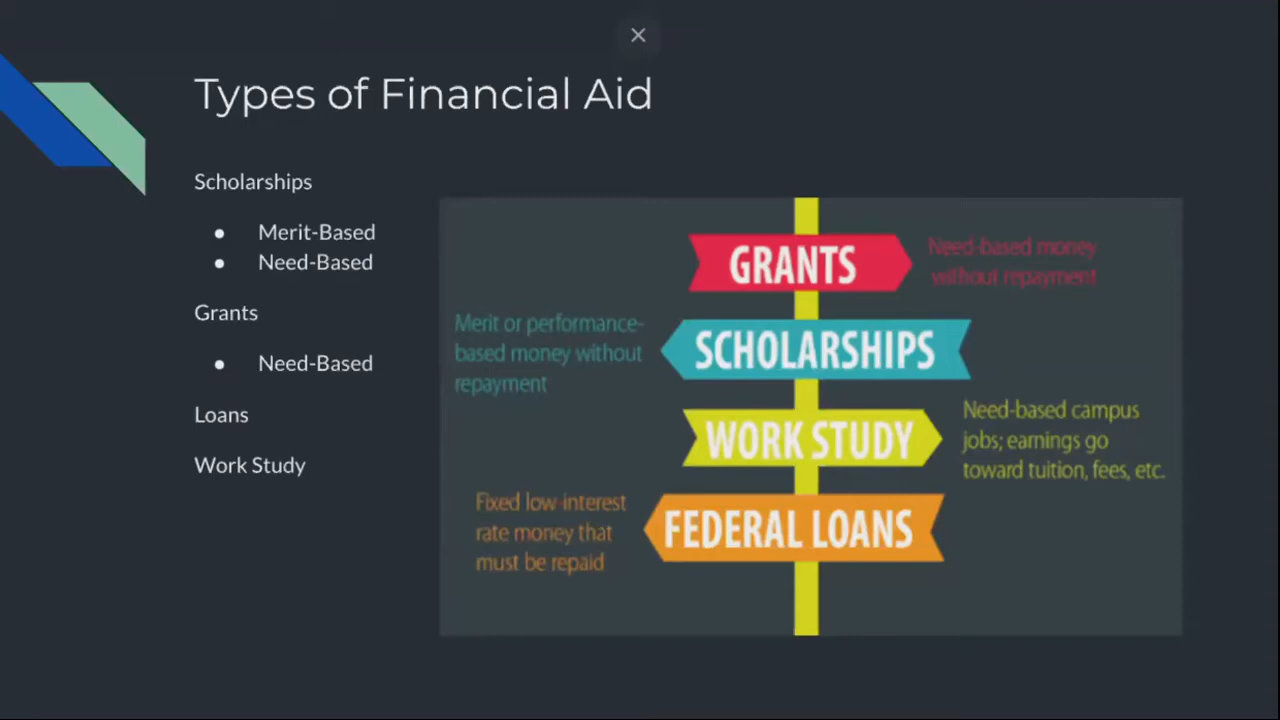 Types of Financial Aid
Scholarships
● Merit-Based
● Need-Based
Grants
● Need-Based
Loans
Work Study
GRANTS
Need-based money
without repayment
SCHOLARSHIPS
Merit or performance-
based money without
repayment
WORK STUDY
Need-based campus
jobs; earnings go
toward tuition, fees, etc.
FEDERAL LOANS
Fixed low-interest
rate money that
must be repaid